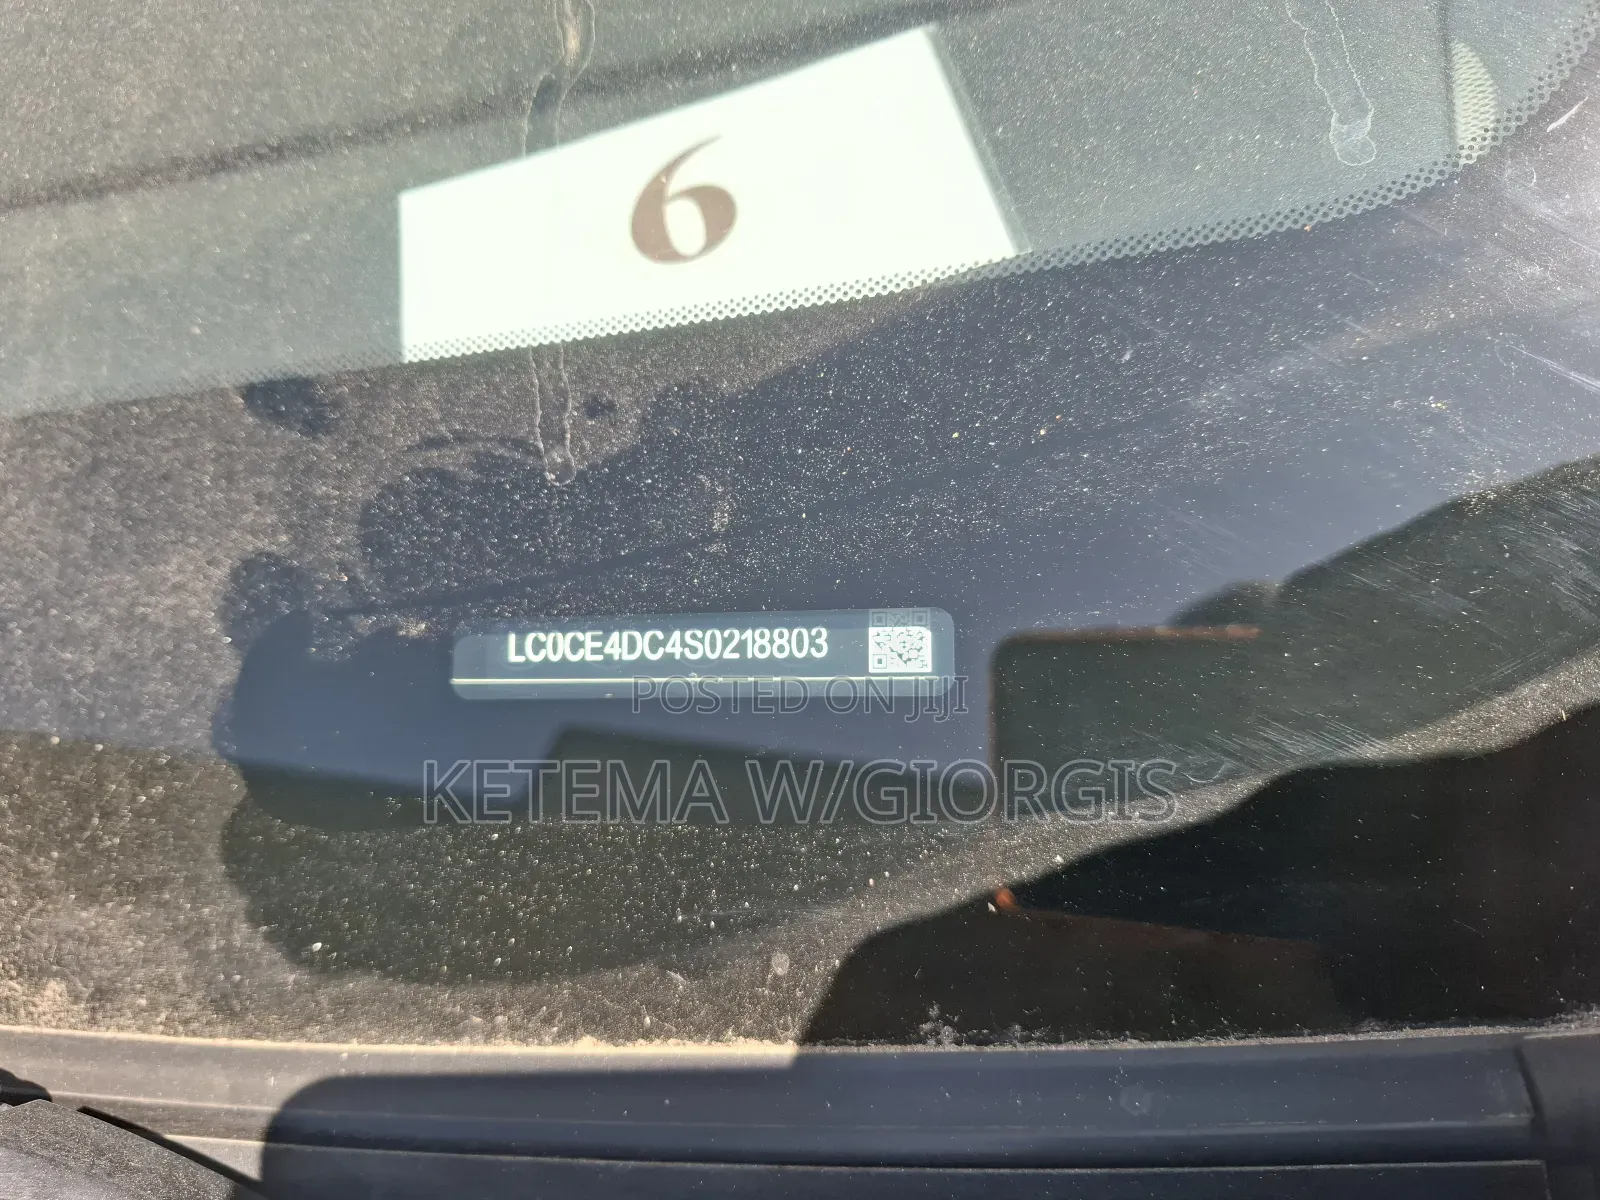 6
LC0CE4DC4S0218803
POSTED ON JIJI
KETEMA W/GIORGIS